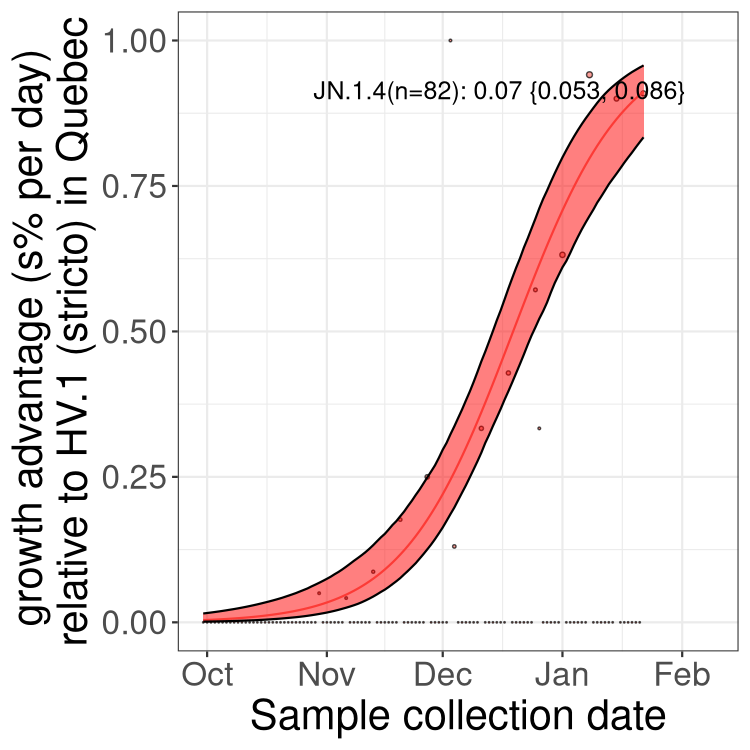 growth advantage (s% per day)
relative to HV.1 (stricto) in Quebec
1.00
JN.1.4(n=82): 0.07 {0.053, 0.086}
0.75
0.50
0.25
0.00
Oct Nov Dec Jan Feb
Sample collection date